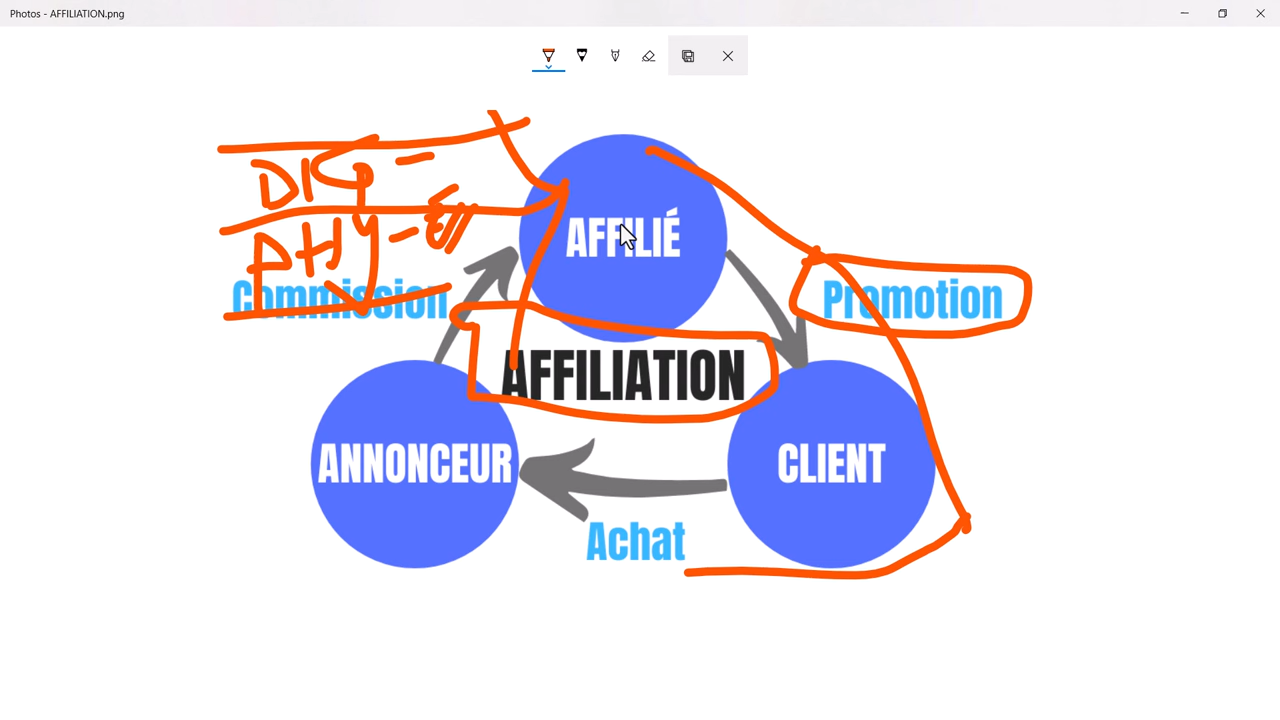 Photos - AFFILIATION.png
DIG -
PHY -
AFFILIÉ
Commission
Promotion
AFFILIATION
ANNONCEUR
CLIENT
Achat